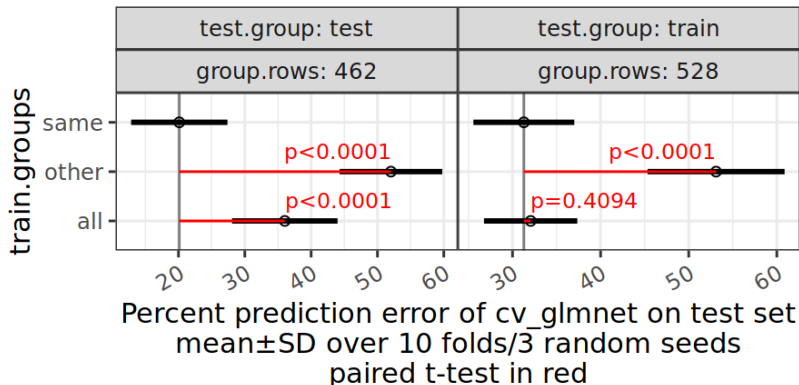 test.group: test
test.group: train
group.rows: 462
group.rows: 528
train.groups
same
other
all
p<0.0001
p<0.0001
p<0.0001
p=0.4094
20 30 40 50 60
30 40 50 60
Percent prediction error of cv_glmnet on test set
mean±SD over 10 folds/3 random seeds
paired t-test in red